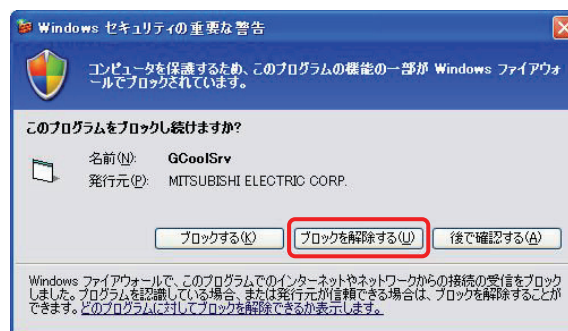 Windows セキュリティの重要な警告
コンピュータを保護するため、このプログラムの機能の一部が Windows ファイアウォ
ールでブロックされています。
このプログラムをブロックし続けますか?
名前(N): GCoolSrv
発行元(P): MITSUBISHI ELECTRIC CORP.
ブロックする(K) ブロックを解除する(U) 後で確認する(A)
Windows ファイアウォールで、このプログラムでのインターネットやネットワークからの接続の受信をブロック
しました。プログラムを認識している場合、または発行元が信頼できる場合は、ブロックを解除することが
できます。どのプログラムに対してブロックを解除できるか表示します。